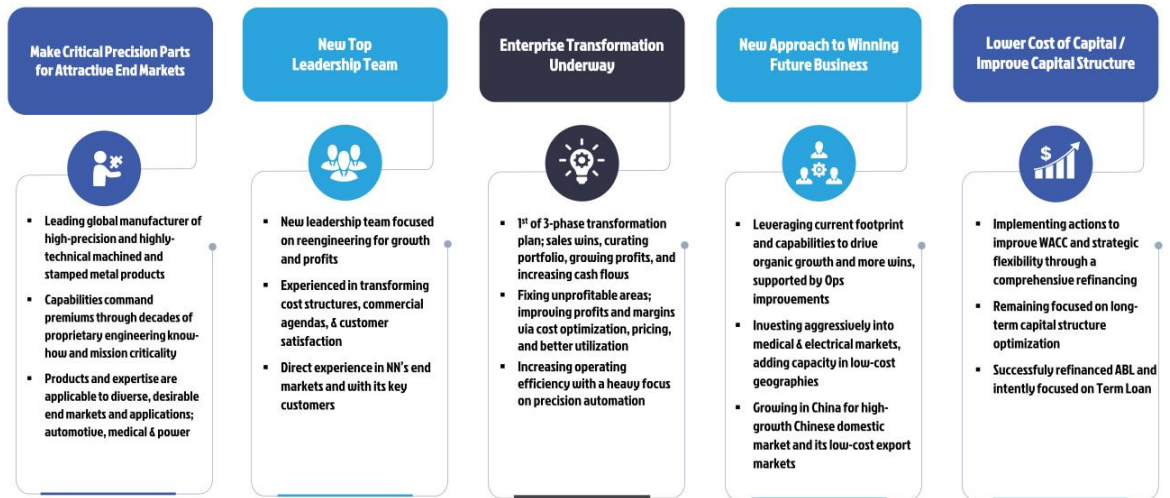 Make Critical Precision Parts
for Attractive End Markets
▪ Leading global manufacturer of
high-precision and highly-
technical machined and
stamped metal products
▪ Capabilities command
premiums through decades of
proprietary engineering know-
how and mission criticality
▪ Products and expertise are
applicable to diverse, desirable
end markets and applications;
automotive, medical & power
New Top
Leadership Team
▪ New leadership team focused
on reengineering for growth
and profits
▪ Experienced in transforming
cost structures, commercial
agendas, & customer
satisfaction
▪ Direct experience in NN's end
markets and with its key
customers
Enterprise Transformation
Underway
▪ 1st of 3-phase transformation
plan; sales wins, curating
portfolio, growing profits, and
increasing cash flows
▪ Fixing unprofitable areas;
improving profits and margins
via cost optimization, pricing,
and better utilization
▪ Increasing operating
efficiency with a heavy focus
on precision automation
New Approach to Winning
Future Business
▪ Leveraging current footprint
and capabilities to drive
organic growth and more wins,
supported by Ops
improvements
▪ Investing aggressively into
medical & electrical markets,
adding capacity in low-cost
geographies
▪ Growing in China for high-
growth Chinese domestic
market and its low-cost export
markets
Lower Cost of Capital /
Improve Capital Structure
$
▪ Implementing actions to
improve WACC and strategic
flexibility through a
comprehensive refinancing
▪ Remaining focused on long-
term capital structure
optimization
▪ Successfuly refinanced ABL and
intently focused on Term Loan